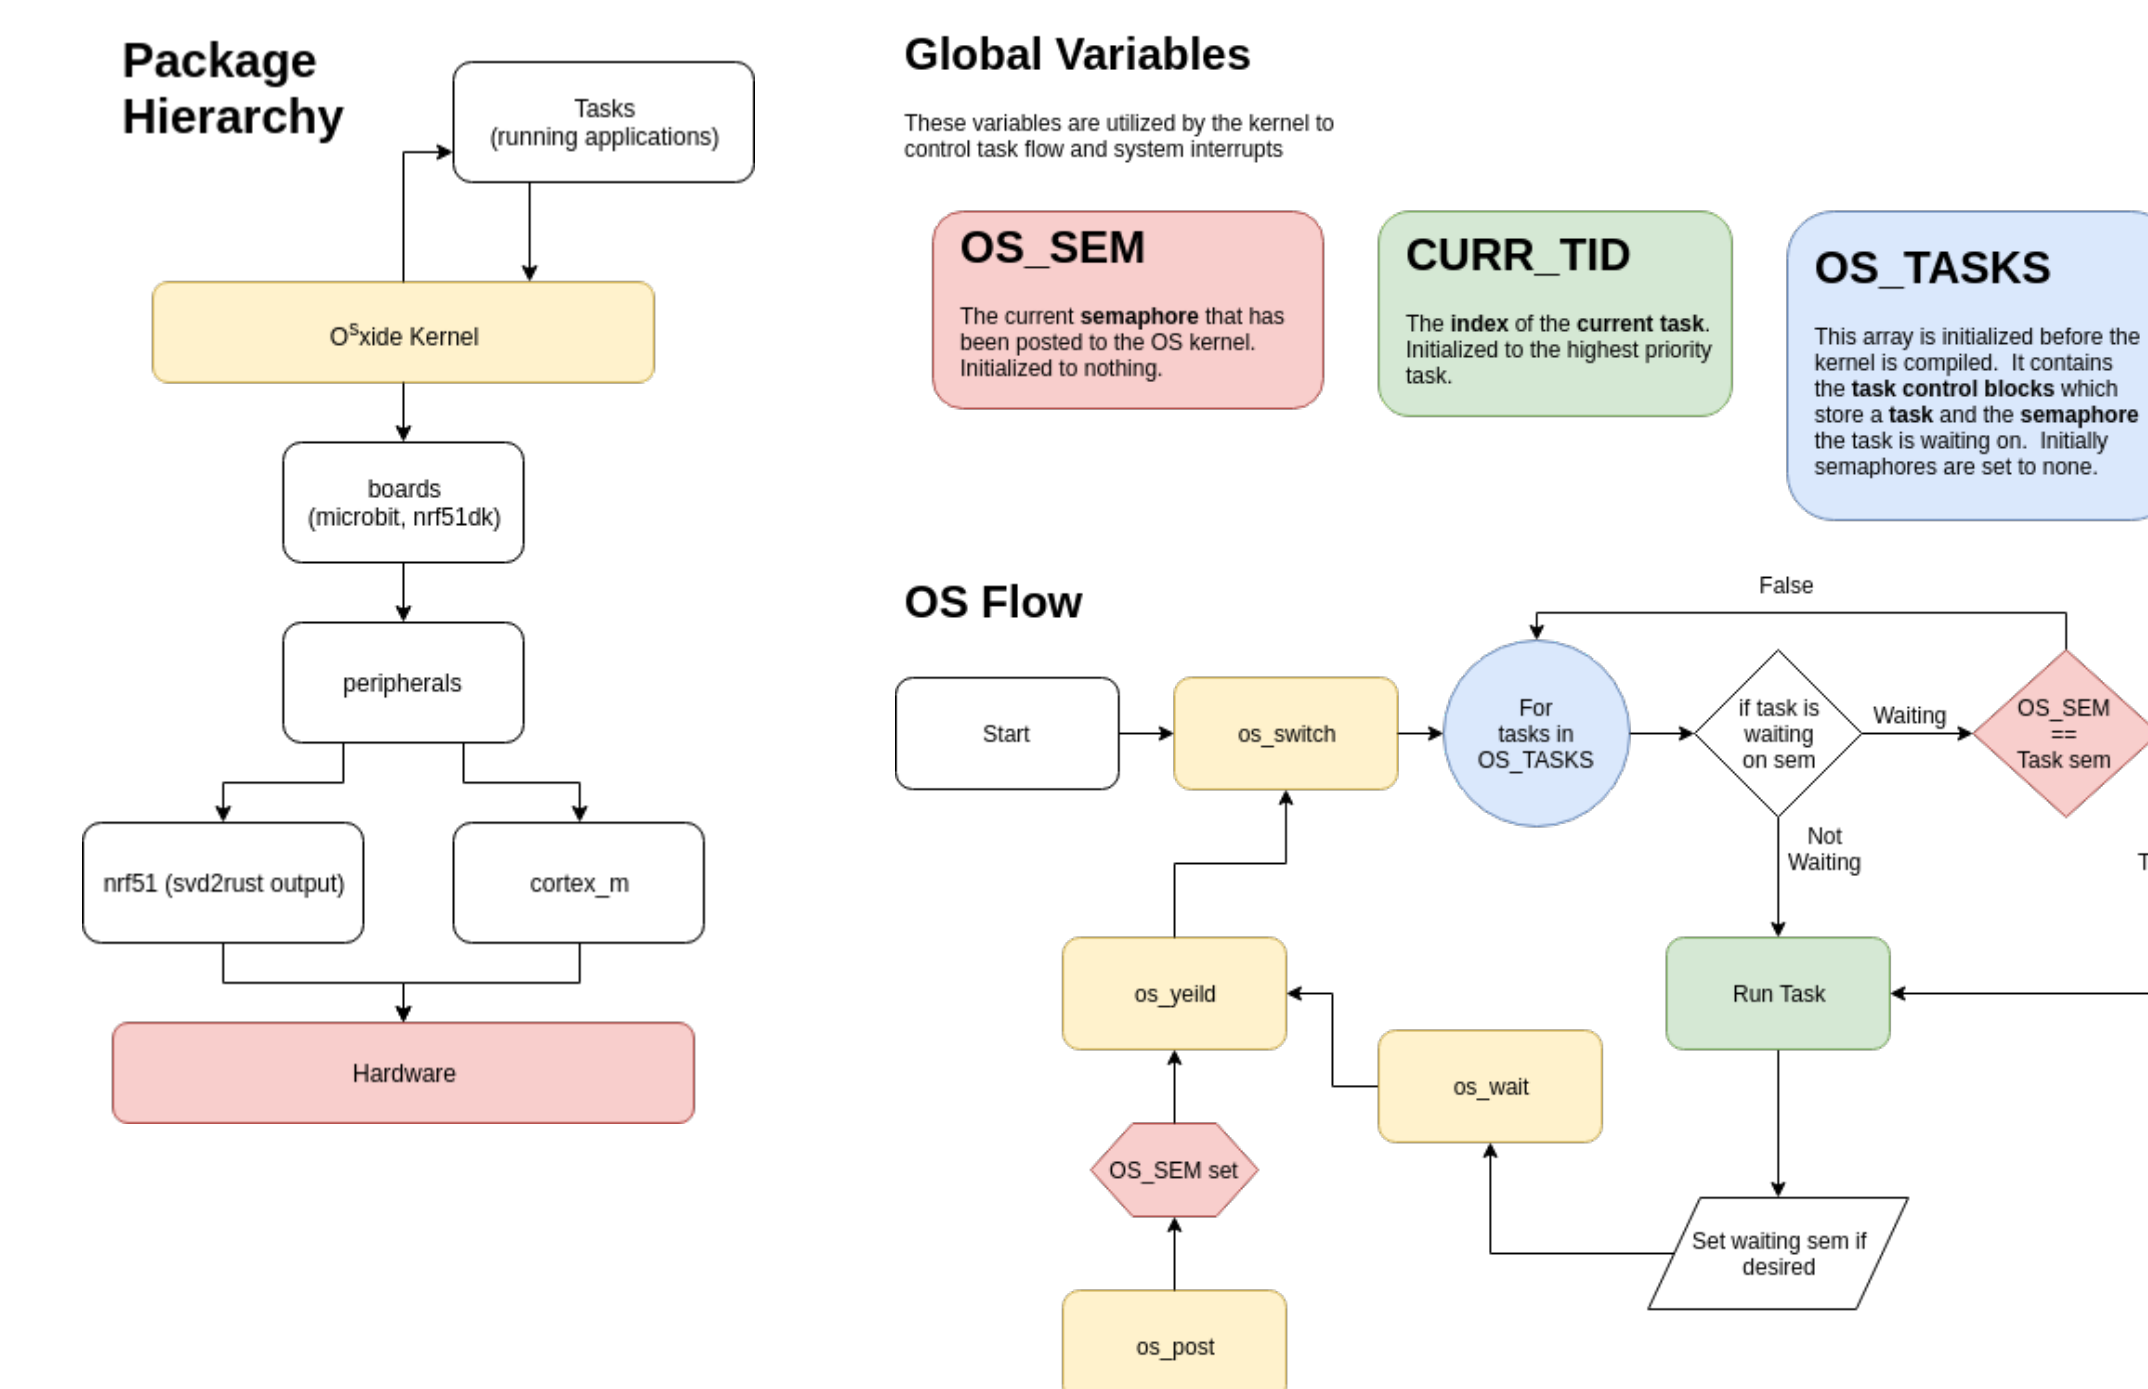 Package
Hierarchy
Tasks
(running applications)
Oˢxide Kernel
boards
(microbit, nrf51dk)
peripherals
nrf51 (svd2rust output)
cortex_m
Hardware
Global Variables
These variables are utilized by the kernel to
control task flow and system interrupts
OS_SEM
The current semaphore that has
been posted to the OS kernel.
Initialized to nothing.
CURR_TID
The index of the current task.
Initialized to the highest priority
task.
OS_TASKS
This array is initialized before the
kernel is compiled.  It contains
the task control blocks which
store a task and the semaphore
the task is waiting on.  Initially
semaphores are set to none.
OS Flow
False
Start
os_switch
For
tasks in
OS_TASKS
if task is
waiting
on sem
Waiting
OS_SEM
==
Task sem
Not
Waiting
os_yeild
Run Task
os_wait
OS_SEM set
Set waiting sem if
desired
os_post